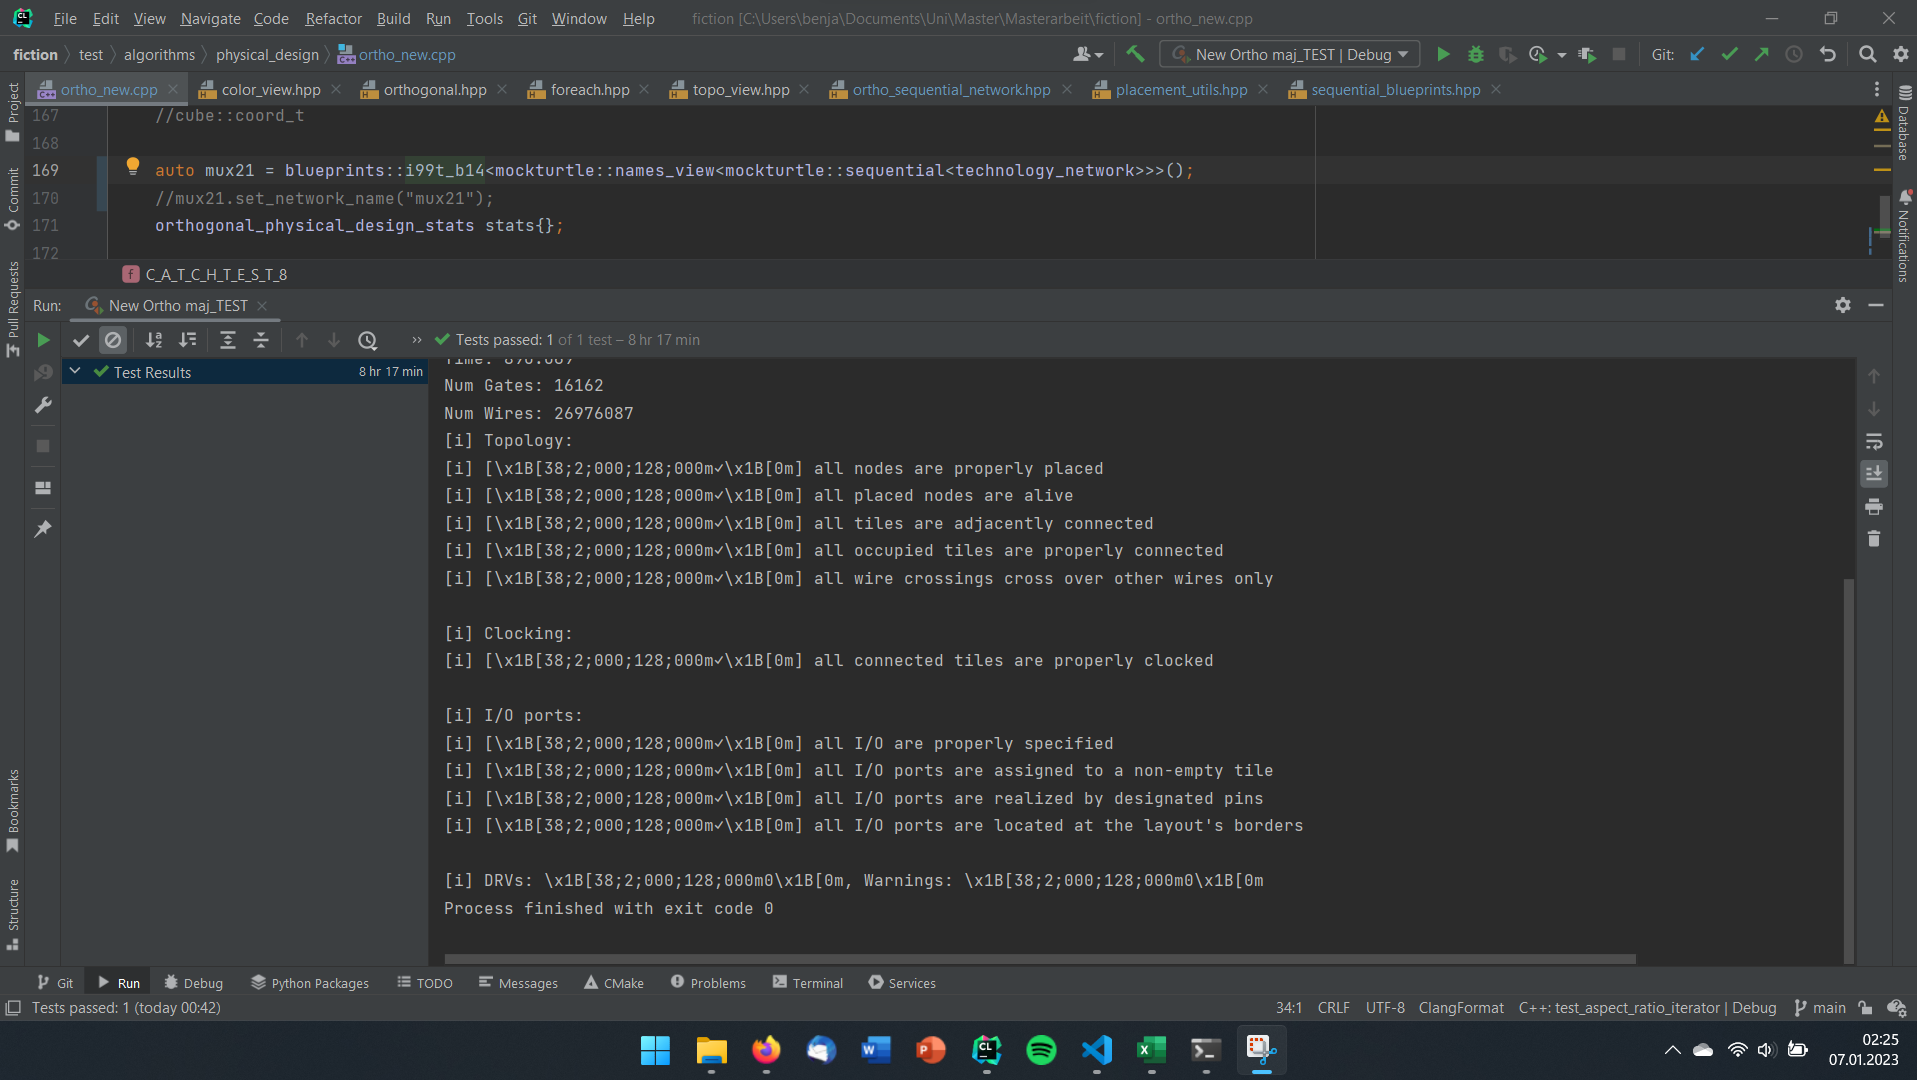 File Edit View Navigate Code Refactor Build Run Tools Git Window Help fiction [C:\Users\benja\Documents\Uni\Master\Masterarbeit\fiction] - ortho_new.cpp
fiction test algorithms physical_design ortho_new.cpp New Ortho maj_TEST | Debug Git:
ortho_new.cpp color_view.hpp orthogonal.hpp foreach.hpp topo_view.hpp ortho_sequential_network.hpp placement_utils.hpp sequential_blueprints.hpp
Project
Commit
Pull Requests
Bookmarks
Structure
Database
Notifications
167 //cube::coord_t
168
169 auto mux21 = blueprints::i99t_b14<mockturtle::names_view<mockturtle::sequential<technology_network>>>();
170 //mux21.set_network_name("mux21");
171 orthogonal_physical_design_stats stats{};
172
f C_A_T_C_H_T_E_S_T_8
Run: New Ortho maj_TEST
» Tests passed: 1 of 1 test – 8 hr 17 min
Test Results 8 hr 17 min
Num Gates: 16162
Num Wires: 26976087
[i] Topology:
[i] [\x1B[38;2;000;128;000m✓\x1B[0m] all nodes are properly placed
[i] [\x1B[38;2;000;128;000m✓\x1B[0m] all placed nodes are alive
[i] [\x1B[38;2;000;128;000m✓\x1B[0m] all tiles are adjacently connected
[i] [\x1B[38;2;000;128;000m✓\x1B[0m] all occupied tiles are properly connected
[i] [\x1B[38;2;000;128;000m✓\x1B[0m] all wire crossings cross over other wires only
[i] Clocking:
[i] [\x1B[38;2;000;128;000m✓\x1B[0m] all connected tiles are properly clocked
[i] I/O ports:
[i] [\x1B[38;2;000;128;000m✓\x1B[0m] all I/O are properly specified
[i] [\x1B[38;2;000;128;000m✓\x1B[0m] all I/O ports are assigned to a non-empty tile
[i] [\x1B[38;2;000;128;000m✓\x1B[0m] all I/O ports are realized by designated pins
[i] [\x1B[38;2;000;128;000m✓\x1B[0m] all I/O ports are located at the layout's borders
[i] DRVs: \x1B[38;2;000;128;000m0\x1B[0m, Warnings: \x1B[38;2;000;128;000m0\x1B[0m
Process finished with exit code 0
Git Run Debug Python Packages TODO Messages CMake Problems Terminal Services
Tests passed: 1 (today 00:42) 34:1 CRLF UTF-8 ClangFormat C++: test_aspect_ratio_iterator | Debug main
02:25
07.01.2023